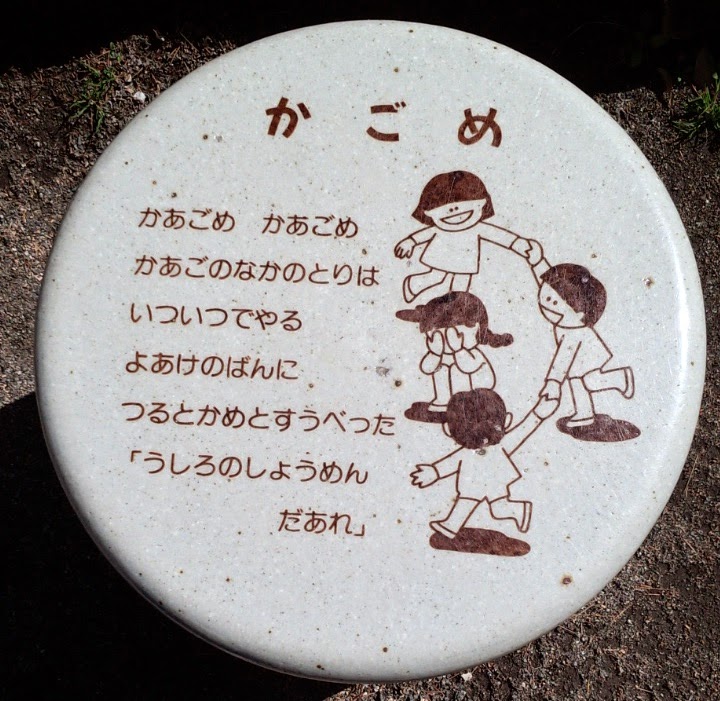 かごめ
かあごめ　かあごめ
かあごのなかのとりは
いついつでやる
よあけのばんに
つるとかめとすうべった
「うしろのしょうめん
だあれ」